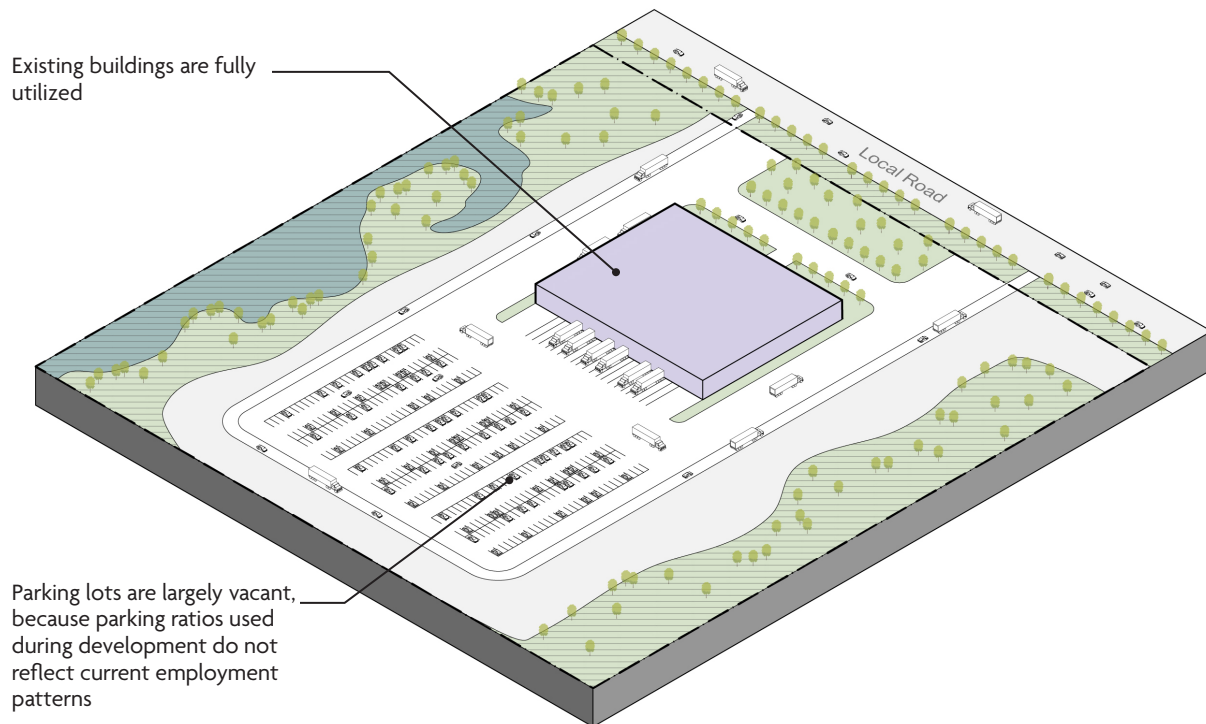 Existing buildings are fully
utilized
Local Road
Parking lots are largely vacant,
because parking ratios used
during development do not
reflect current employment
patterns